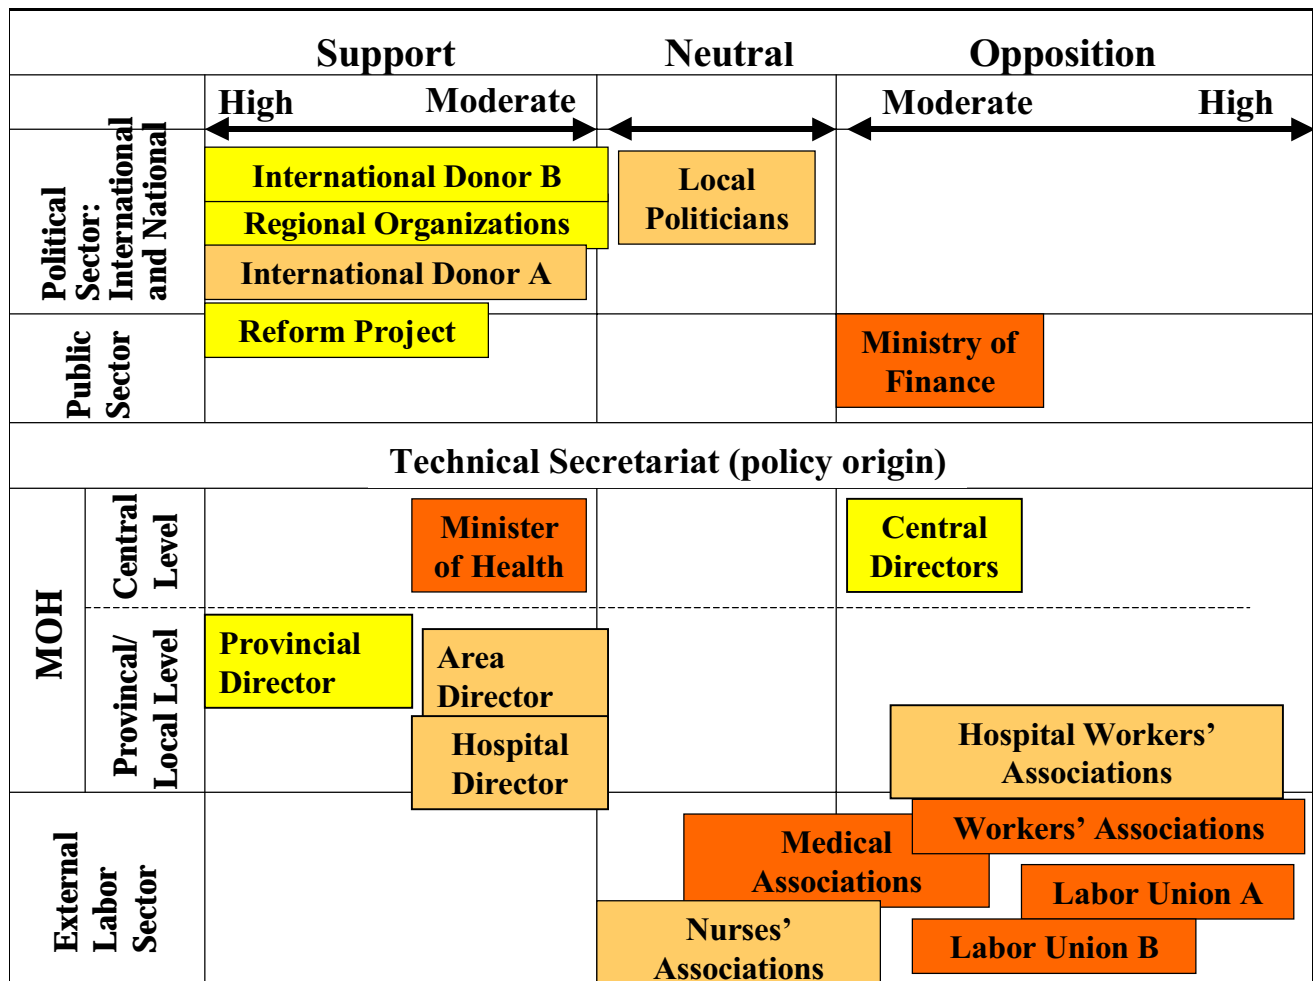 Support
Neutral
Opposition
High
Moderate
Moderate
High
Political
Sector:
International
and National
International Donor B
Regional Organizations
International Donor A
Local
Politicians
Public
Sector
Reform Project
Ministry of
Finance
Technical Secretariat (policy origin)
MOH
Central
Level
Minister
of Health
Central
Directors
Provincal/
Local Level
Provincial
Director
Area
Director
Hospital
Director
Hospital Workers’
Associations
External
Labor
Sector
Workers’ Associations
Medical
Associations
Labor Union A
Nurses’
Associations
Labor Union B